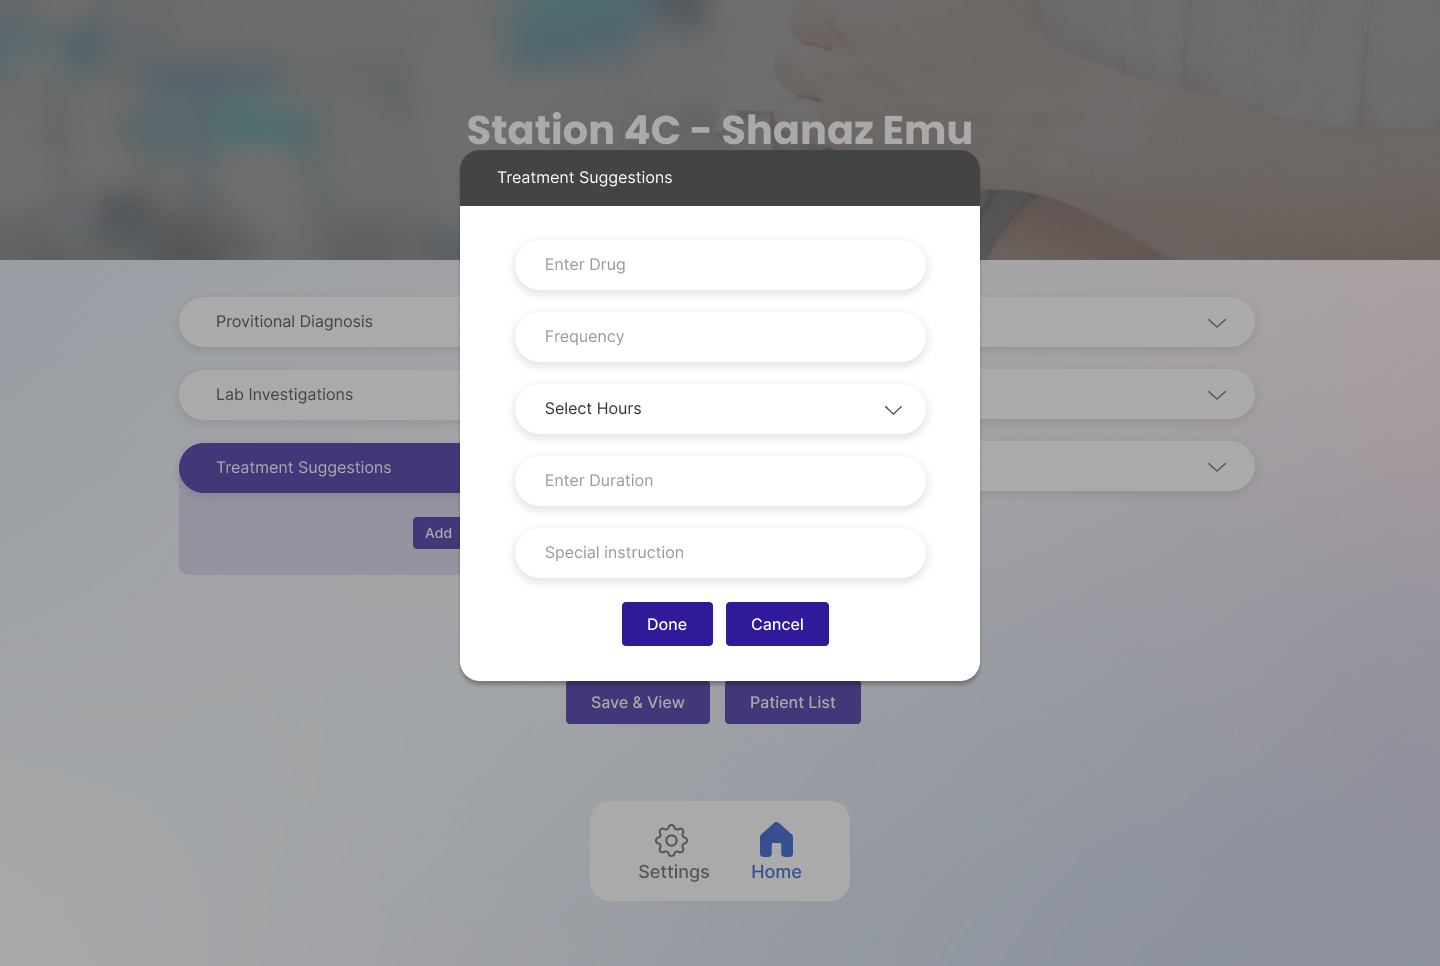 Station 4C - Shanaz Emu
Treatment Suggestions
Enter Drug
Frequency
Select Hours
Enter Duration
Special instruction
Done
Cancel
Provitional Diagnosis
Lab Investigations
Treatment Suggestions
Add
Save & View
Patient List
Settings
Home